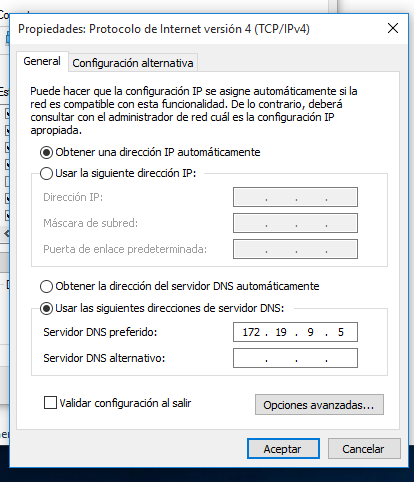 Propiedades: Protocolo de Internet versión 4 (TCP/IPv4)
General
Configuración alternativa
Puede hacer que la configuración IP se asigne automáticamente si la
red es compatible con esta funcionalidad. De lo contrario, deberá
consultar con el administrador de red cuál es la configuración IP
apropiada.
Obtener una dirección IP automáticamente
Usar la siguiente dirección IP:
Dirección IP:
Máscara de subred:
Puerta de enlace predeterminada:
Obtener la dirección del servidor DNS automáticamente
Usar las siguientes direcciones de servidor DNS:
Servidor DNS preferido: 172 . 19 . 9 . 5
Servidor DNS alternativo:
Validar configuración al salir
Opciones avanzadas...
Aceptar
Cancelar